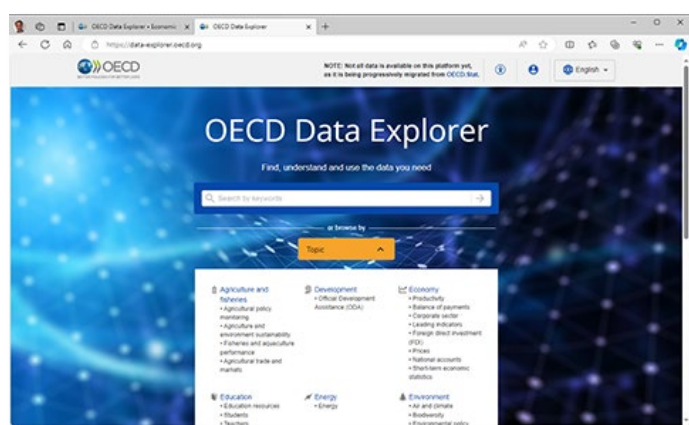 OECD Data Explorer • Economic
OECD Data Explorer
https://data-explorer.oecd.org
OECD
BETTER POLICIES FOR BETTER LIVES
NOTE: Not all data is available on this platform yet,
as it is being progressively migrated from OECD.Stat.
English
OECD Data Explorer
Find, understand and use the data you need
Search by keywords
or browse by
Topic
Agriculture and
fisheries
• Agricultural policy
monitoring
• Agriculture and
environment sustainability
• Fisheries and aquaculture
performance
• Agricultural trade and
markets
Development
• Official Development
Assistance (ODA)
Economy
• Productivity
• Balance of payments
• Corporate sector
• Leading indicators
• Foreign direct investment
(FDI)
• Prices
• National accounts
• Short-term economic
statistics
Education
• Education resources
• Students
• Teachers
Energy
• Energy
Environment
• Air and climate
• Biodiversity
• Environmental policy